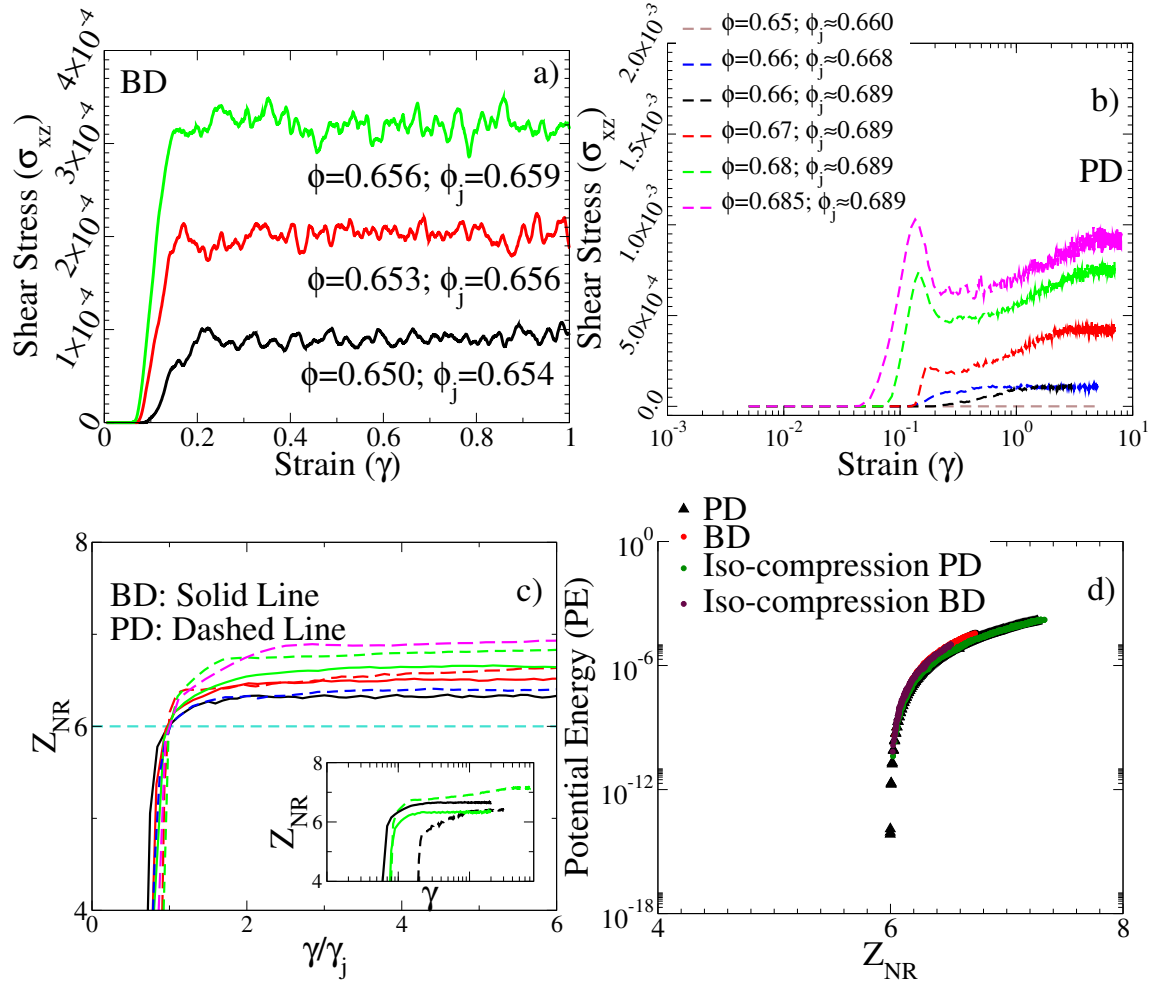 BD
a)
4×10⁻⁴
3×10⁻⁴
2×10⁻⁴
1×10⁻⁴
0
Shear Stress (σxz)
ϕ=0.656; ϕj=0.659
ϕ=0.653; ϕj=0.656
ϕ=0.650; ϕj=0.654
0 0.2 0.4 0.6 0.8 1
Strain (γ)
ϕ=0.65; ϕj≈0.660
ϕ=0.66; ϕj≈0.668
ϕ=0.66; ϕj≈0.689
ϕ=0.67; ϕj≈0.689
ϕ=0.68; ϕj≈0.689
ϕ=0.685; ϕj≈0.689
b)
PD
2.0×10⁻³
1.5×10⁻³
1.0×10⁻³
5.0×10⁻⁴
0.0
Shear Stress (σxz)
10⁻³ 10⁻² 10⁻¹ 10⁰ 10¹
Strain (γ)
c)
BD: Solid Line
PD: Dashed Line
8
6
4
ZNR
0 2 4 6
γ/γj
8
6
4
ZNR
γ
PD
BD
Iso-compression PD
Iso-compression BD
d)
10⁰
10⁻⁶
10⁻¹²
10⁻¹⁸
Potential Energy (PE)
4 6 8
ZNR